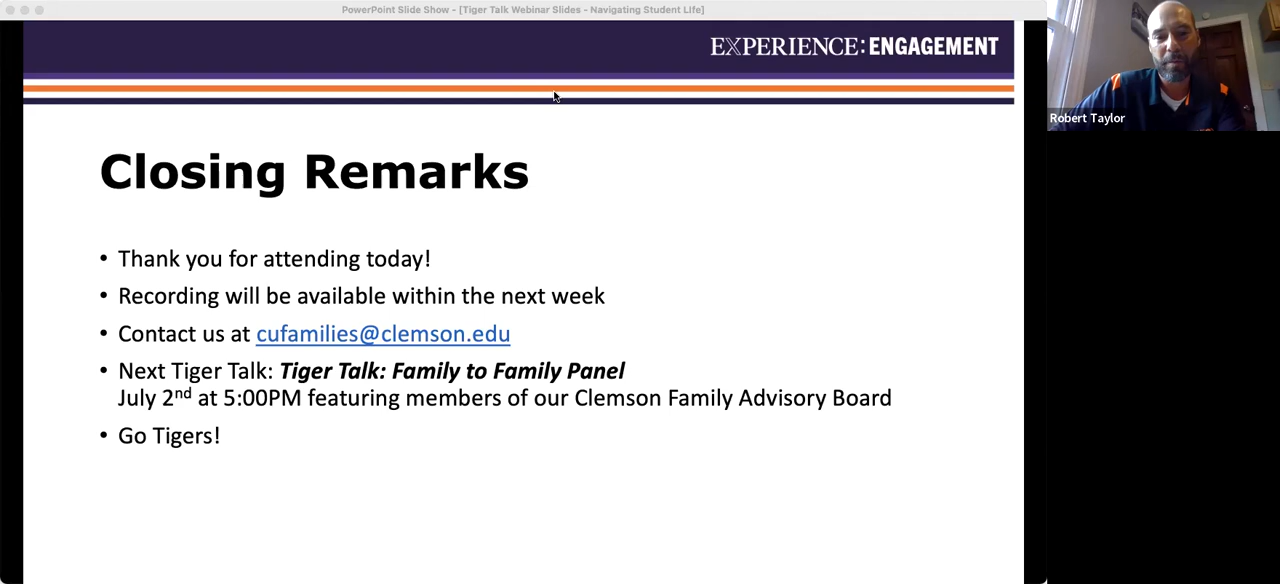 PowerPoint Slide Show - [Tiger Talk Webinar Slides - Navigating Student Life]
EXPERIENCE: ENGAGEMENT
Robert Taylor
Closing Remarks
• Thank you for attending today!
• Recording will be available within the next week
• Contact us at cufamilies@clemson.edu
• Next Tiger Talk: Tiger Talk: Family to Family Panel
July 2nd at 5:00PM featuring members of our Clemson Family Advisory Board
• Go Tigers!